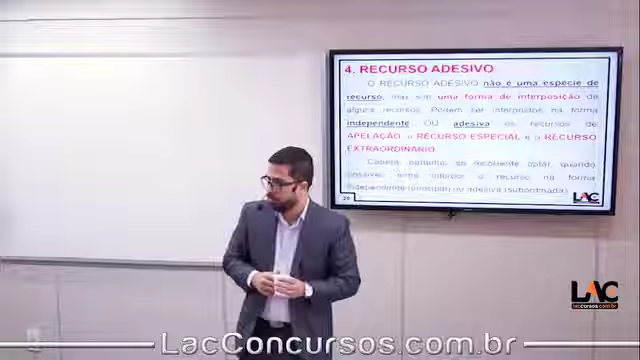 4. RECURSO ADESIVO
O RECURSO ADESIVO não é uma espécie de
recurso, mas sim uma forma de interposição de
alguns recursos. Podem ser interpostos na forma
independente OU adesiva os recursos de
APELAÇÃO, o RECURSO ESPECIAL e o RECURSO
EXTRAORDINÁRIO.
Caberá, portanto, ao recorrente optar, quando
possível, entre interpor o recurso na forma
independente (principal) ou adesiva (subordinada).
LAC
LAC
lacconcursos.com.br
LacConcursos.com.br